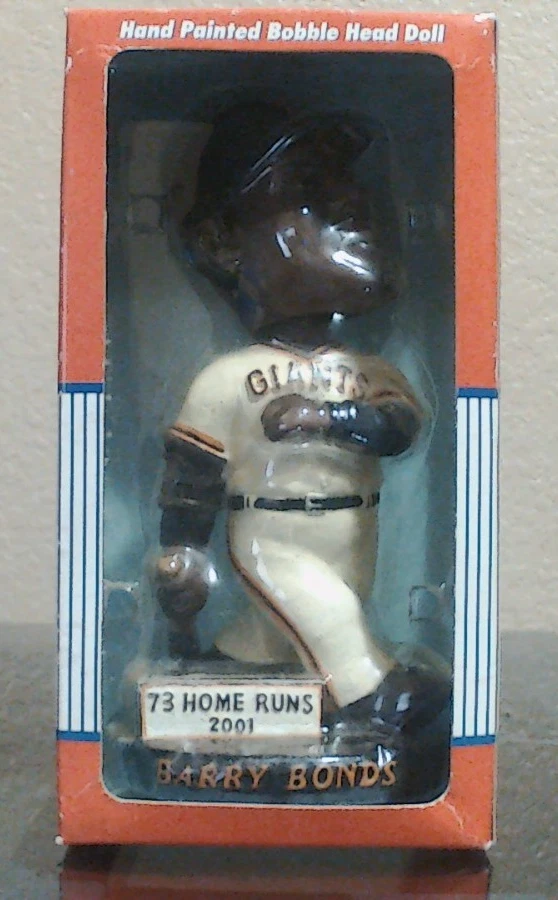 Hand Painted Bobble Head Doll
GIANTS
73 HOME RUNS
2001
BARRY BONDS